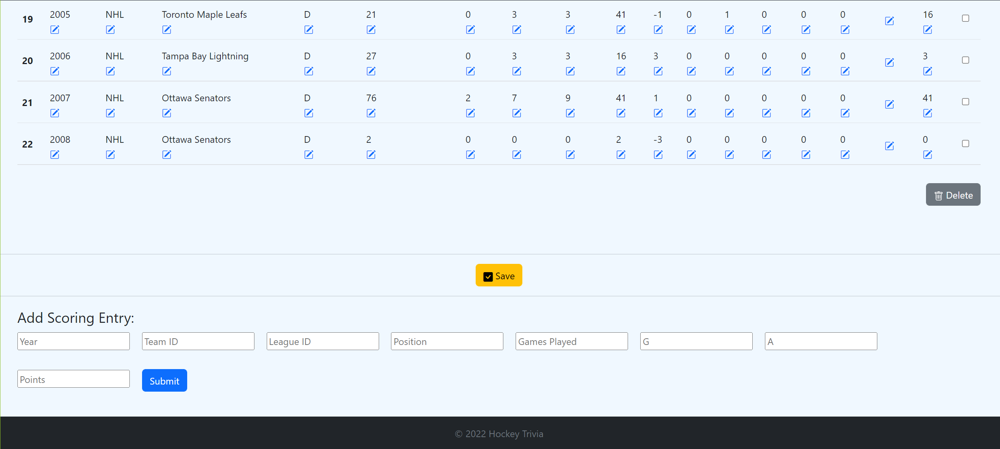 19 2005 NHL Toronto Maple Leafs D 21 0 3 3 41 -1 0 1 0 0 0 16
20 2006 NHL Tampa Bay Lightning D 27 0 3 3 16 3 0 0 0 0 0 3
21 2007 NHL Ottawa Senators D 76 2 7 9 41 1 0 0 0 0 0 41
22 2008 NHL Ottawa Senators D 2 0 0 0 2 -3 0 0 0 0 0 0
Delete
Save
Add Scoring Entry:
Year Team ID League ID Position Games Played G A
Points Submit
© 2022 Hockey Trivia